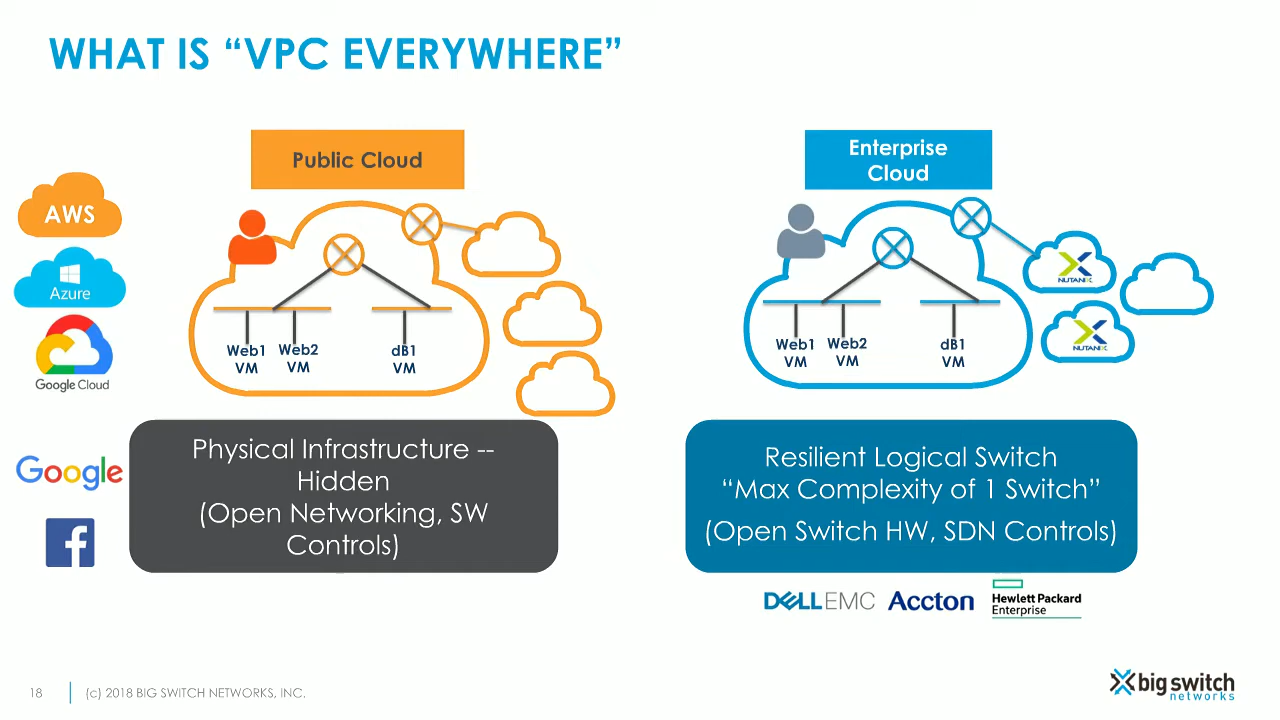 WHAT IS “VPC EVERYWHERE”
Public Cloud
AWS
Azure
Google Cloud
Web1
VM
Web2
VM
dB1
VM
Google
Physical Infrastructure --
Hidden
(Open Networking, SW
Controls)
Enterprise
Cloud
NUTANIX
NUTANIX
Web1
VM
Web2
VM
dB1
VM
Resilient Logical Switch
“Max Complexity of 1 Switch”
(Open Switch HW, SDN Controls)
DELLEMC
Accton
Hewlett Packard
Enterprise
18
(c) 2018 BIG SWITCH NETWORKS, INC.
big switch
networks